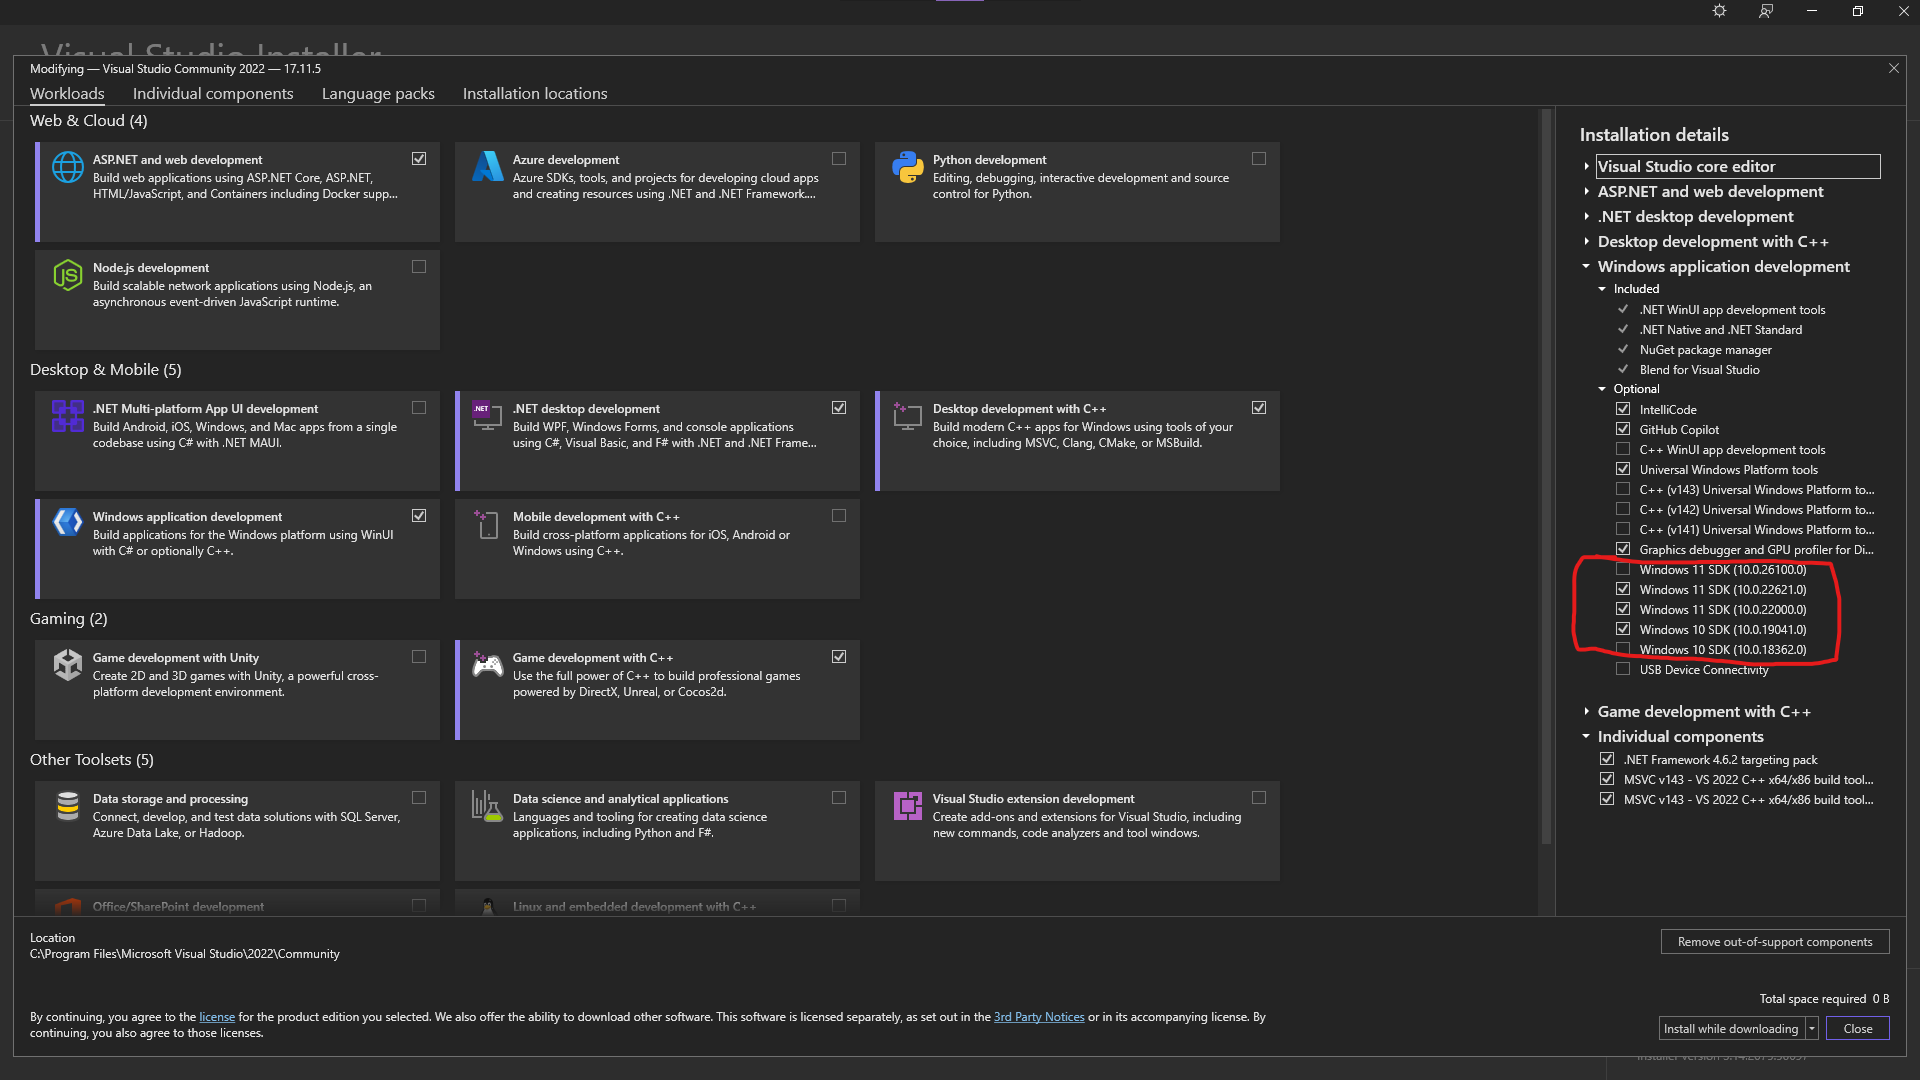 Visual Studio Installer
Modifying — Visual Studio Community 2022 — 17.11.5
Workloads
Individual components
Language packs
Installation locations
Web & Cloud (4)
ASP.NET and web development
Build web applications using ASP.NET Core, ASP.NET,
HTML/JavaScript, and Containers including Docker supp...
Azure development
Azure SDKs, tools, and projects for developing cloud apps
and creating resources using .NET and .NET Framework....
Python development
Editing, debugging, interactive development and source
control for Python.
Node.js development
Build scalable network applications using Node.js, an
asynchronous event-driven JavaScript runtime.
Desktop & Mobile (5)
.NET Multi-platform App UI development
Build Android, iOS, Windows, and Mac apps from a single
codebase using C# with .NET MAUI.
.NET
.NET desktop development
Build WPF, Windows Forms, and console applications
using C#, Visual Basic, and F# with .NET and .NET Frame...
Desktop development with C++
Build modern C++ apps for Windows using tools of your
choice, including MSVC, Clang, CMake, or MSBuild.
Windows application development
Build applications for the Windows platform using WinUI
with C# or optionally C++.
Mobile development with C++
Build cross-platform applications for iOS, Android or
Windows using C++.
Gaming (2)
Game development with Unity
Create 2D and 3D games with Unity, a powerful cross-
platform development environment.
Game development with C++
Use the full power of C++ to build professional games
powered by DirectX, Unreal, or Cocos2d.
Other Toolsets (5)
Data storage and processing
Connect, develop, and test data solutions with SQL Server,
Azure Data Lake, or Hadoop.
Data science and analytical applications
Languages and tooling for creating data science
applications, including Python and F#.
Visual Studio extension development
Create add-ons and extensions for Visual Studio, including
new commands, code analyzers and tool windows.
Office/SharePoint development
Linux and embedded development with C++
Installation details
Visual Studio core editor
ASP.NET and web development
.NET desktop development
Desktop development with C++
Windows application development
Included
.NET WinUI app development tools
.NET Native and .NET Standard
NuGet package manager
Blend for Visual Studio
Optional
IntelliCode
GitHub Copilot
C++ WinUI app development tools
Universal Windows Platform tools
C++ (v143) Universal Windows Platform to...
C++ (v142) Universal Windows Platform to...
C++ (v141) Universal Windows Platform to...
Graphics debugger and GPU profiler for Di...
Windows 11 SDK (10.0.26100.0)
Windows 11 SDK (10.0.22621.0)
Windows 11 SDK (10.0.22000.0)
Windows 10 SDK (10.0.19041.0)
Windows 10 SDK (10.0.18362.0)
USB Device Connectivity
Game development with C++
Individual components
.NET Framework 4.6.2 targeting pack
MSVC v143 - VS 2022 C++ x64/x86 build tool...
MSVC v143 - VS 2022 C++ x64/x86 build tool...
Location
C:\Program Files\Microsoft Visual Studio\2022\Community
Remove out-of-support components
Total space required 0 B
By continuing, you agree to the license for the product edition you selected. We also offer the ability to download other software. This software is licensed separately, as set out in the 3rd Party Notices or in its accompanying license. By
continuing, you also agree to those licenses.
Install while downloading
Close
Installer version